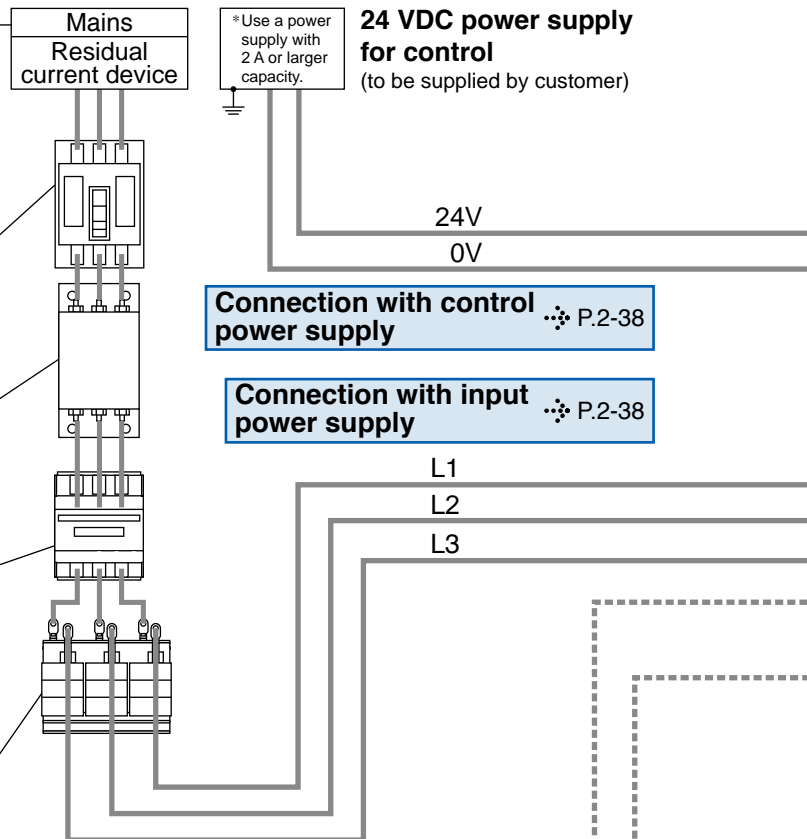 Mains
Residual
current device
*Use a power
supply with
2 A or larger
capacity.
24 VDC power supply
for control
(to be supplied by customer)
24V
0V
Connection with control
power supply
P.2-38
Connection with input
power supply
P.2-38
L1
L2
L3